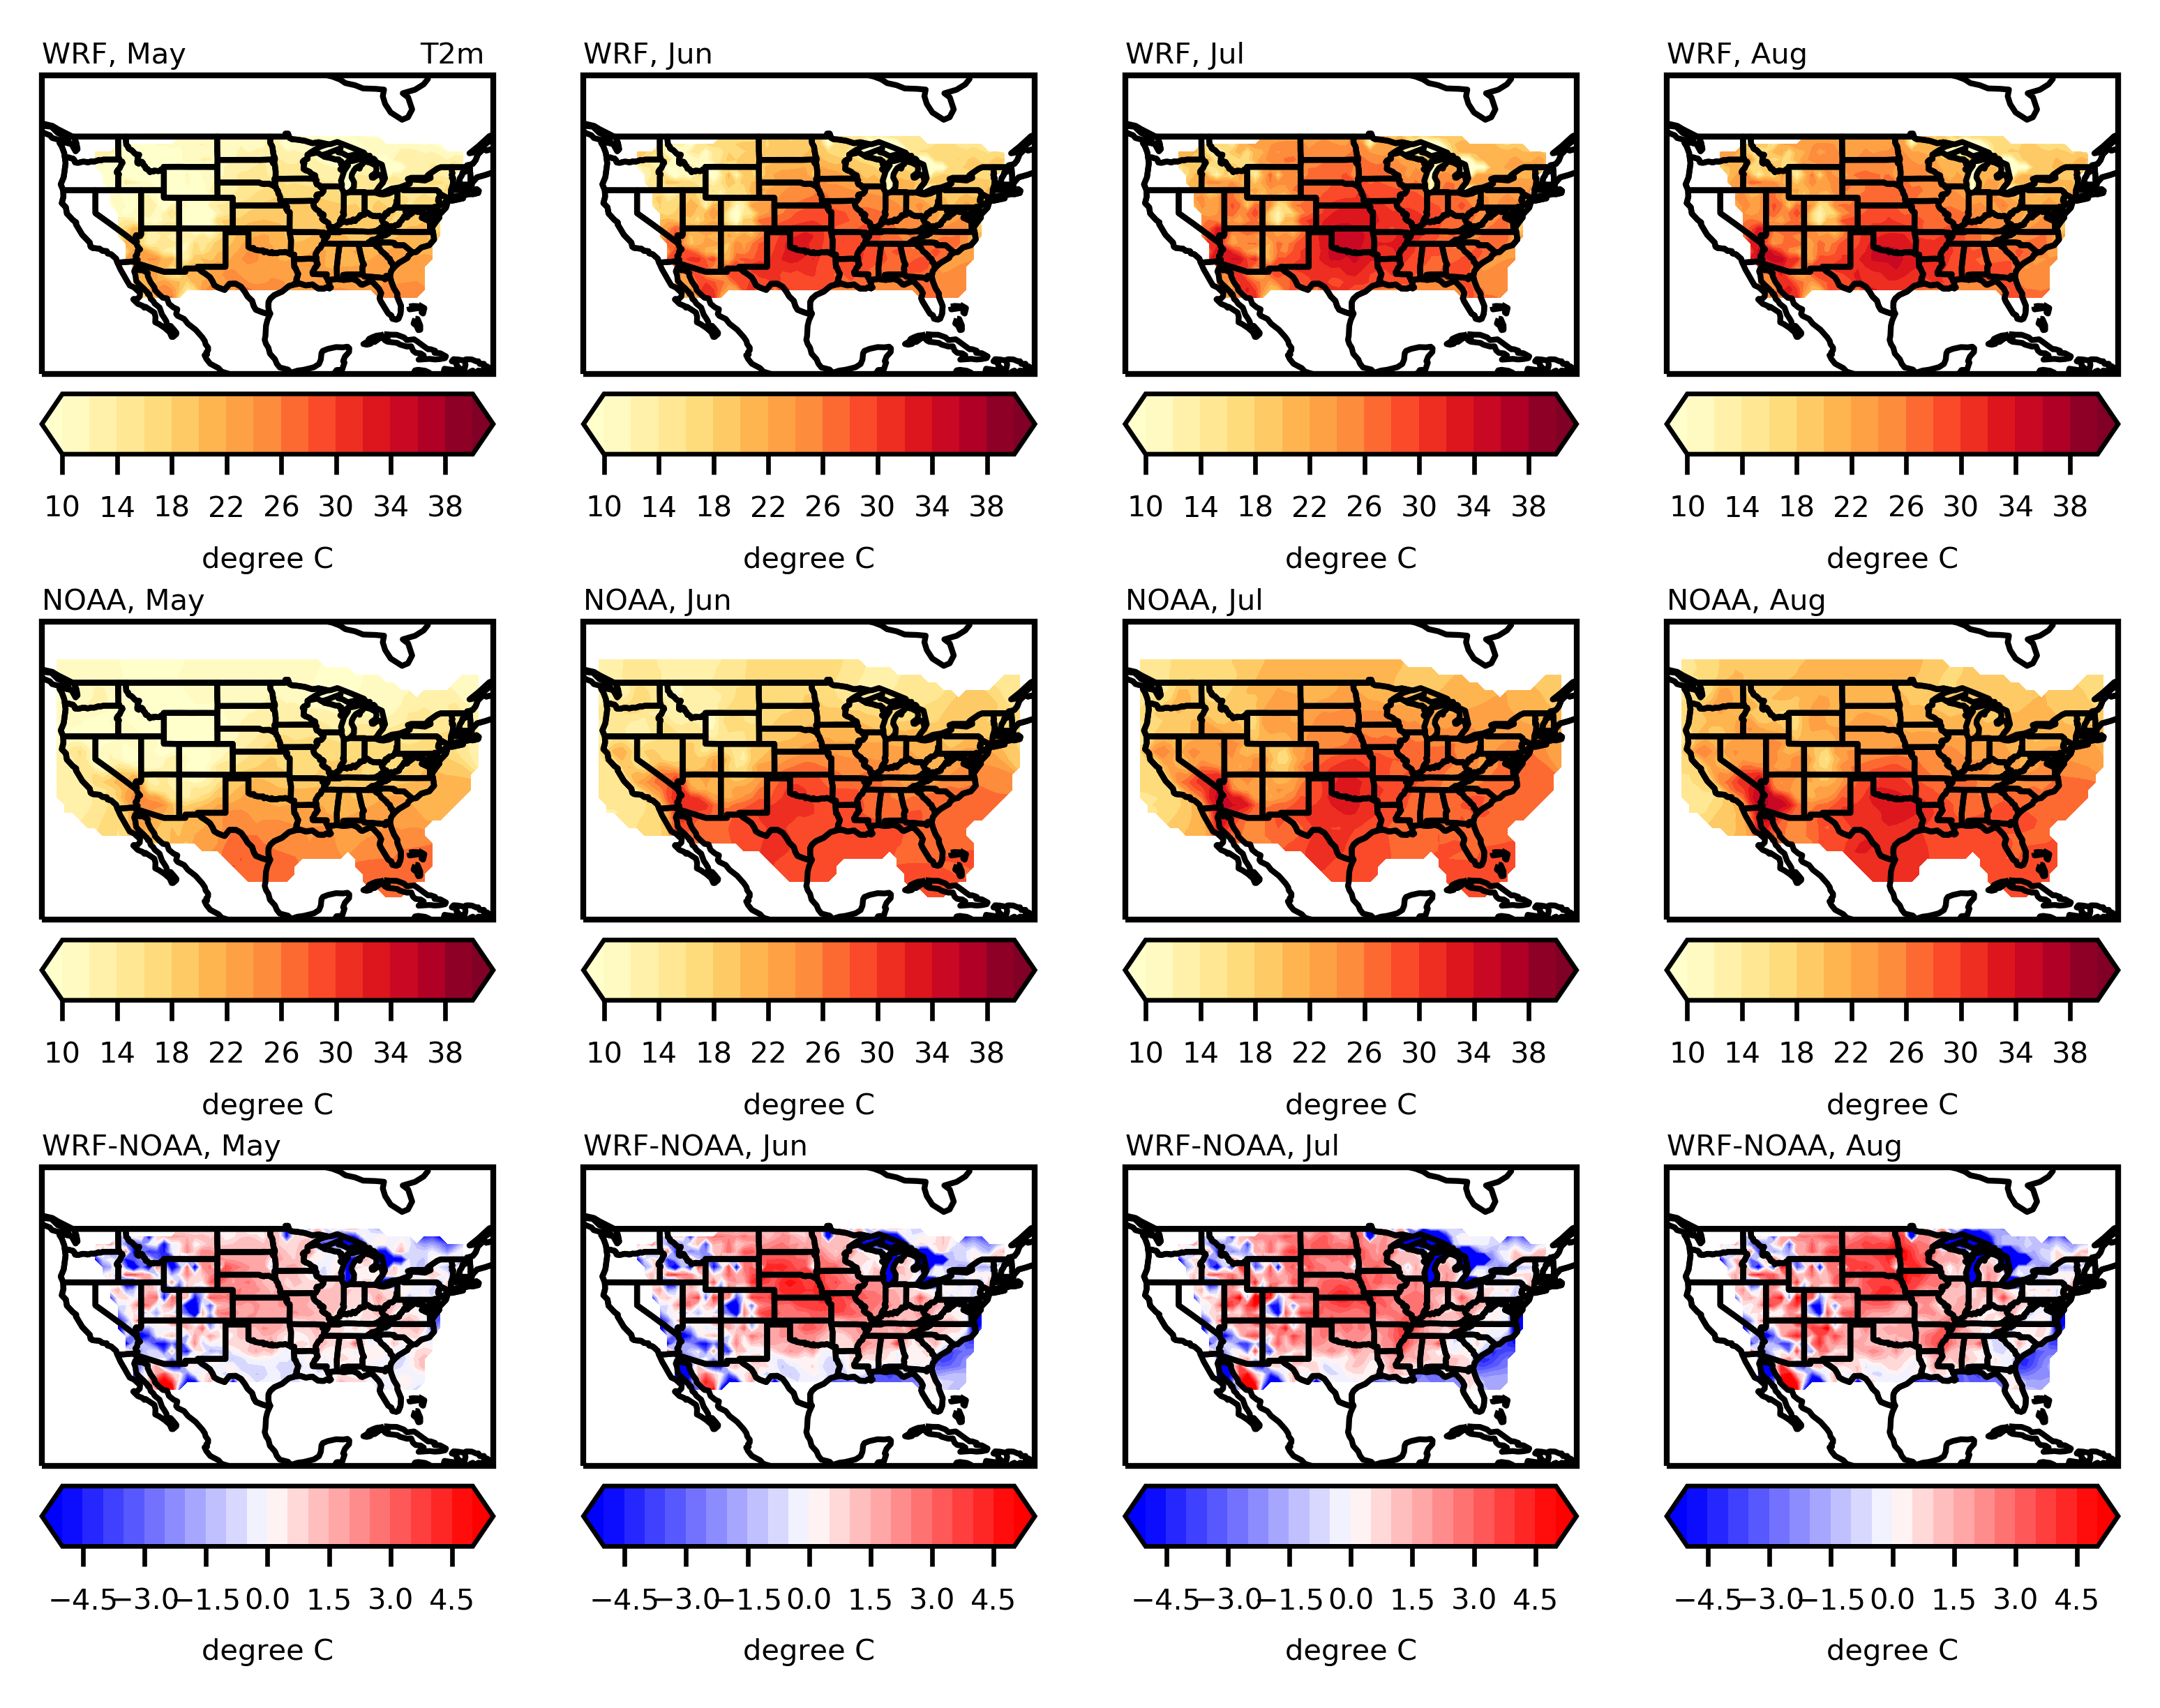 WRF, May T2m WRF, Jun WRF, Jul WRF, Aug
10 14 18 22 26 30 34 38 10 14 18 22 26 30 34 38 10 14 18 22 26 30 34 38 10 14 18 22 26 30 34 38
degree C degree C degree C degree C
NOAA, May NOAA, Jun NOAA, Jul NOAA, Aug
10 14 18 22 26 30 34 38 10 14 18 22 26 30 34 38 10 14 18 22 26 30 34 38 10 14 18 22 26 30 34 38
degree C degree C degree C degree C
WRF-NOAA, May WRF-NOAA, Jun WRF-NOAA, Jul WRF-NOAA, Aug
−4.5 −3.0 −1.5 0.0 1.5 3.0 4.5 −4.5 −3.0 −1.5 0.0 1.5 3.0 4.5 −4.5 −3.0 −1.5 0.0 1.5 3.0 4.5 −4.5 −3.0 −1.5 0.0 1.5 3.0 4.5
degree C degree C degree C degree C